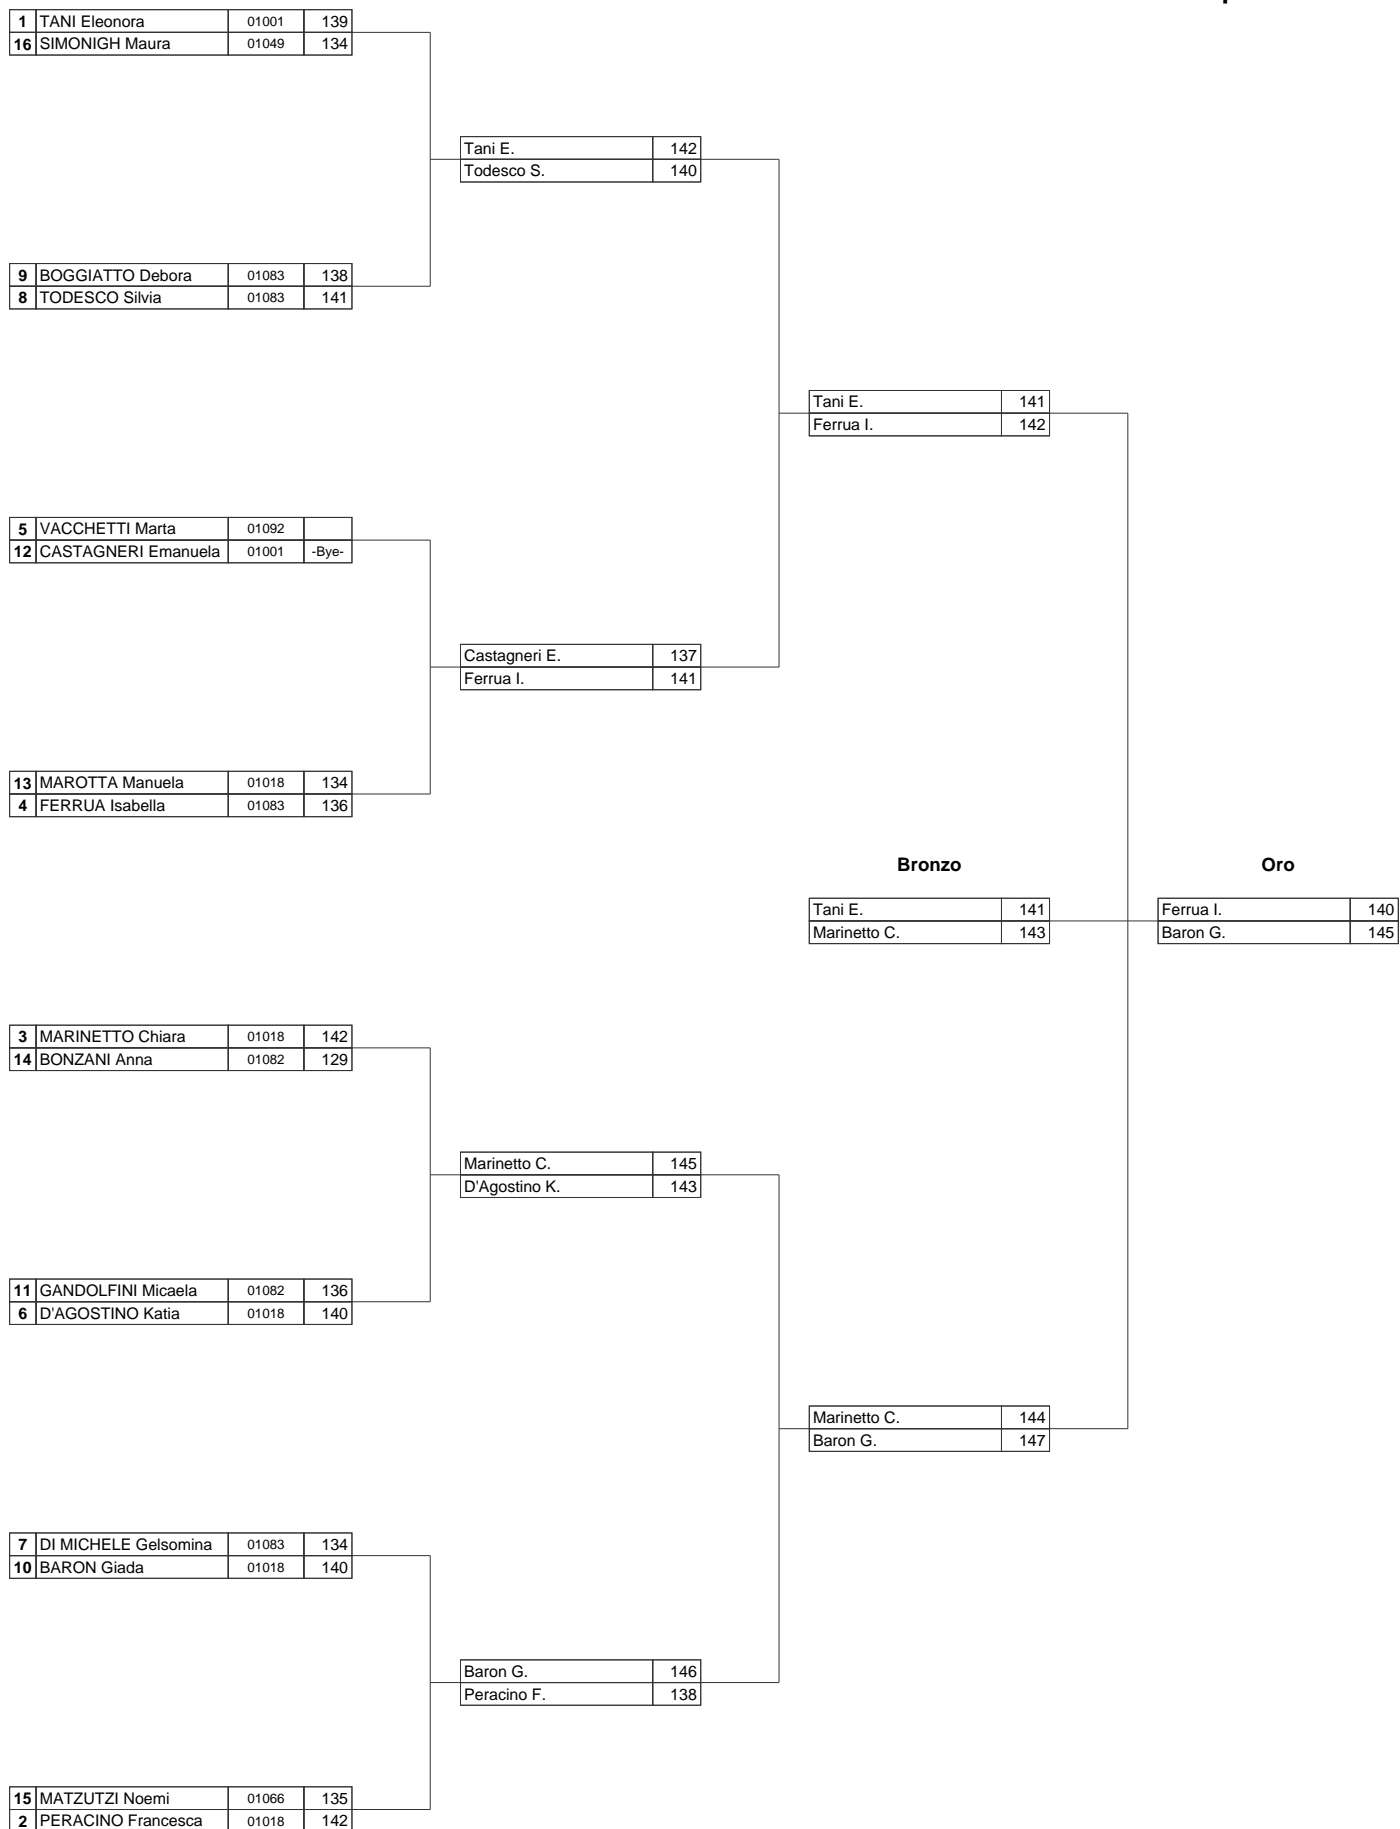 1 TANI Eleonora 01001 139
16 SIMONIGH Maura 01049 134
Tani E. 142
Todesco S. 140
9 BOGGIATTO Debora 01083 138
8 TODESCO Silvia 01083 141
Tani E. 141
Ferrua I. 142
5 VACCHETTI Marta 01092
12 CASTAGNERI Emanuela 01001 -Bye-
Castagneri E. 137
Ferrua I. 141
13 MAROTTA Manuela 01018 134
4 FERRUA Isabella 01083 136
Bronzo
Oro
Tani E. 141
Marinetto C. 143
Ferrua I. 140
Baron G. 145
3 MARINETTO Chiara 01018 142
14 BONZANI Anna 01082 129
Marinetto C. 145
D'Agostino K. 143
11 GANDOLFINI Micaela 01082 136
6 D'AGOSTINO Katia 01018 140
Marinetto C. 144
Baron G. 147
7 DI MICHELE Gelsomina 01083 134
10 BARON Giada 01018 140
Baron G. 146
Peracino F. 138
15 MATZUTZI Noemi 01066 135
2 PERACINO Francesca 01018 142